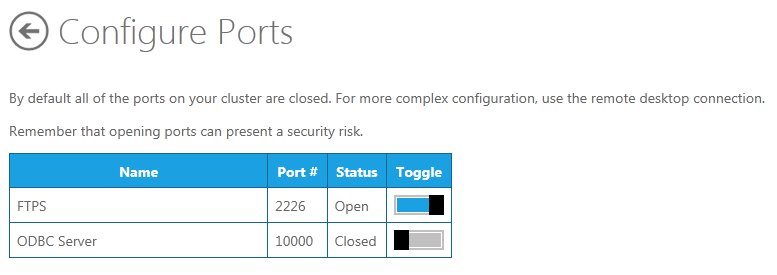 Configure Ports
By default all of the ports on your cluster are closed. For more complex configuration, use the remote desktop connection.
Remember that opening ports can present a security risk.
Name Port # Status Toggle
FTPS 2226 Open
ODBC Server 10000 Closed